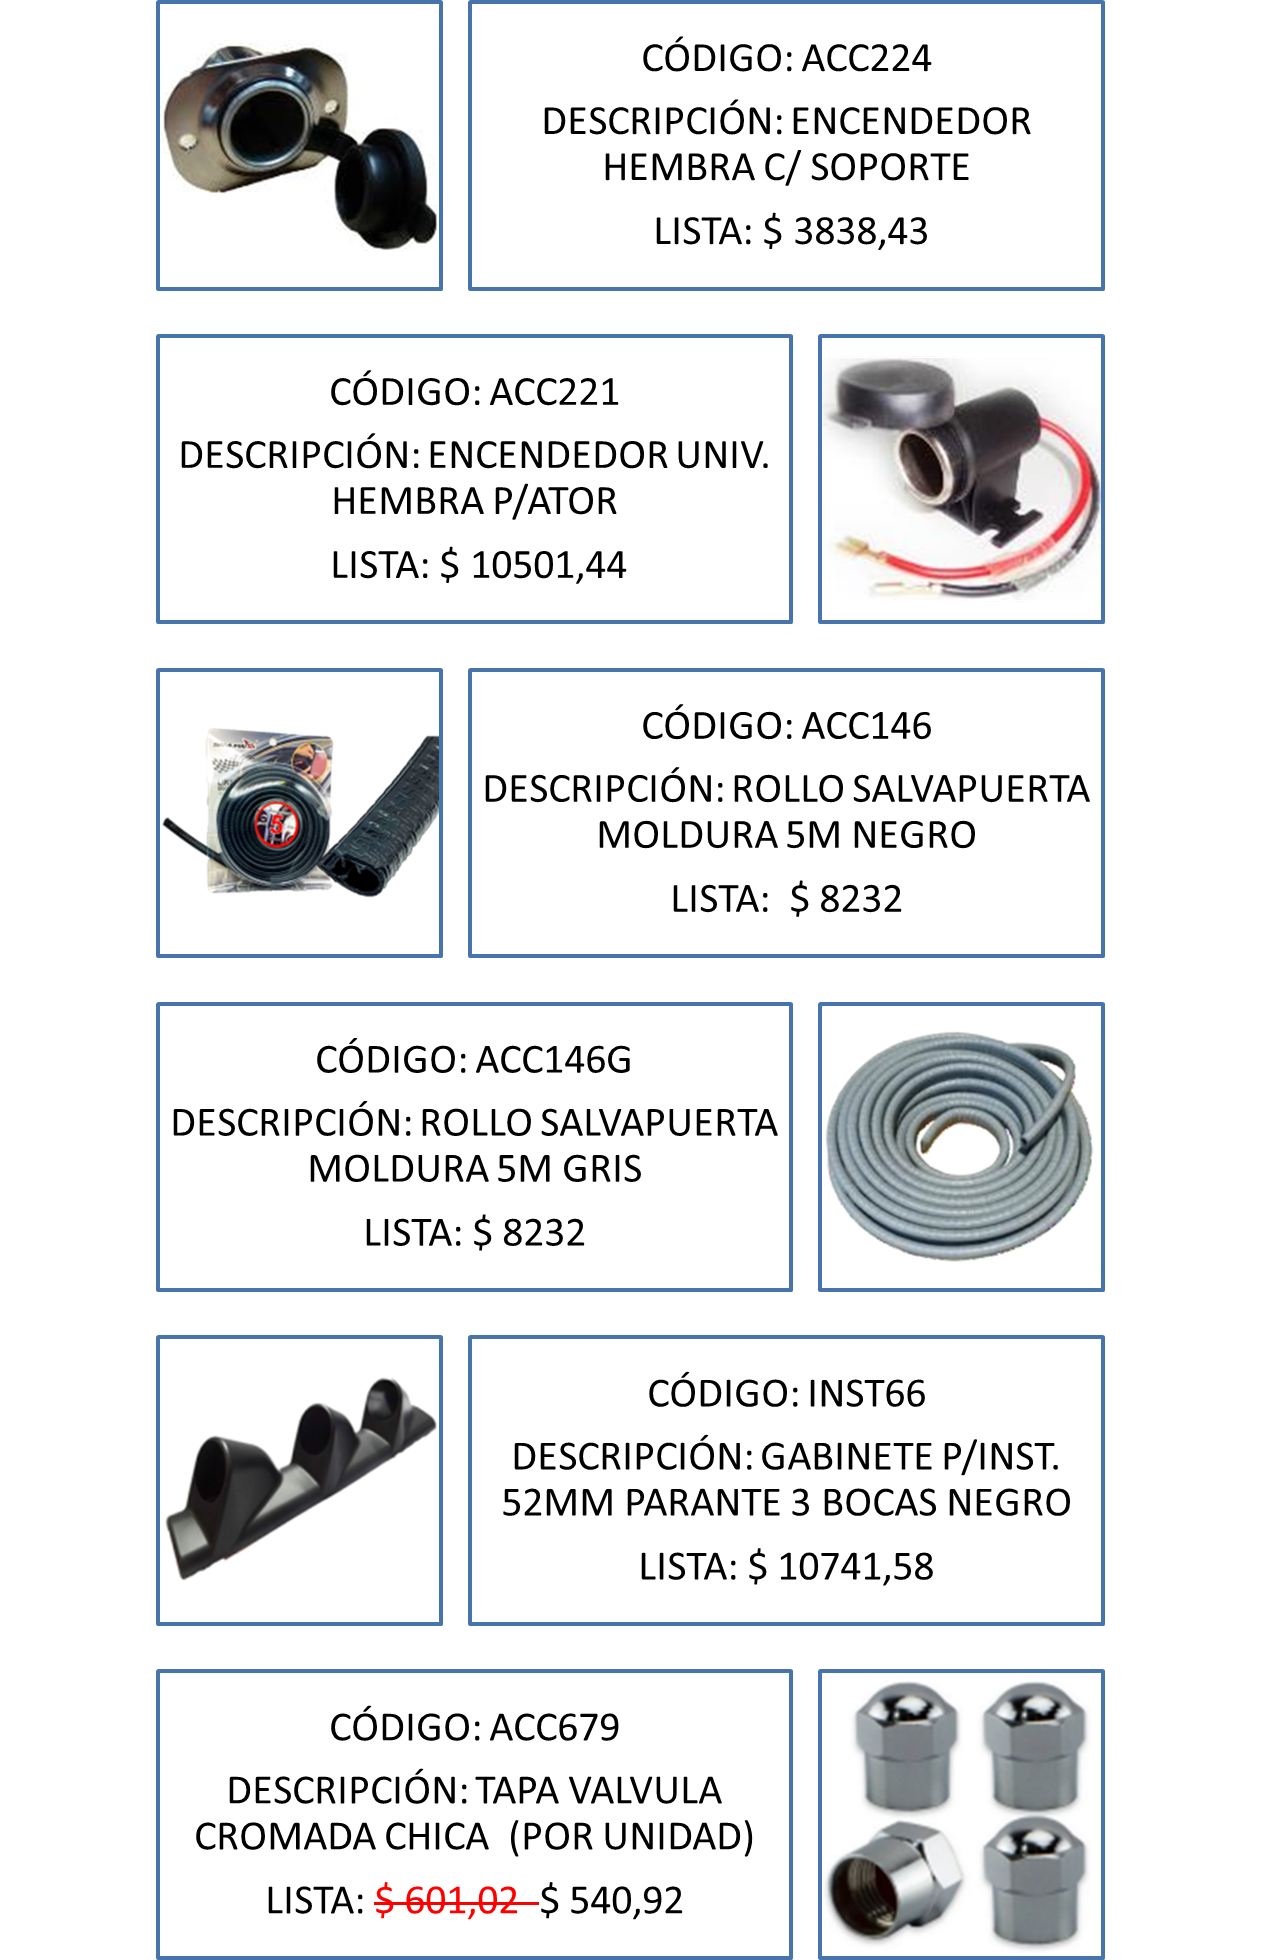 CÓDIGO: ACC224
DESCRIPCIÓN: ENCENDEDOR
HEMBRA C/ SOPORTE
LISTA: $ 3838,43
CÓDIGO: ACC221
DESCRIPCIÓN: ENCENDEDOR UNIV.
HEMBRA P/ATOR
LISTA: $ 10501,44
5
CÓDIGO: ACC146
DESCRIPCIÓN: ROLLO SALVAPUERTA
MOLDURA 5M NEGRO
LISTA:  $ 8232
CÓDIGO: ACC146G
DESCRIPCIÓN: ROLLO SALVAPUERTA
MOLDURA 5M GRIS
LISTA: $ 8232
CÓDIGO: INST66
DESCRIPCIÓN: GABINETE P/INST.
52MM PARANTE 3 BOCAS NEGRO
LISTA: $ 10741,58
CÓDIGO: ACC679
DESCRIPCIÓN: TAPA VALVULA
CROMADA CHICA  (POR UNIDAD)
LISTA: $ 601,02  $ 540,92